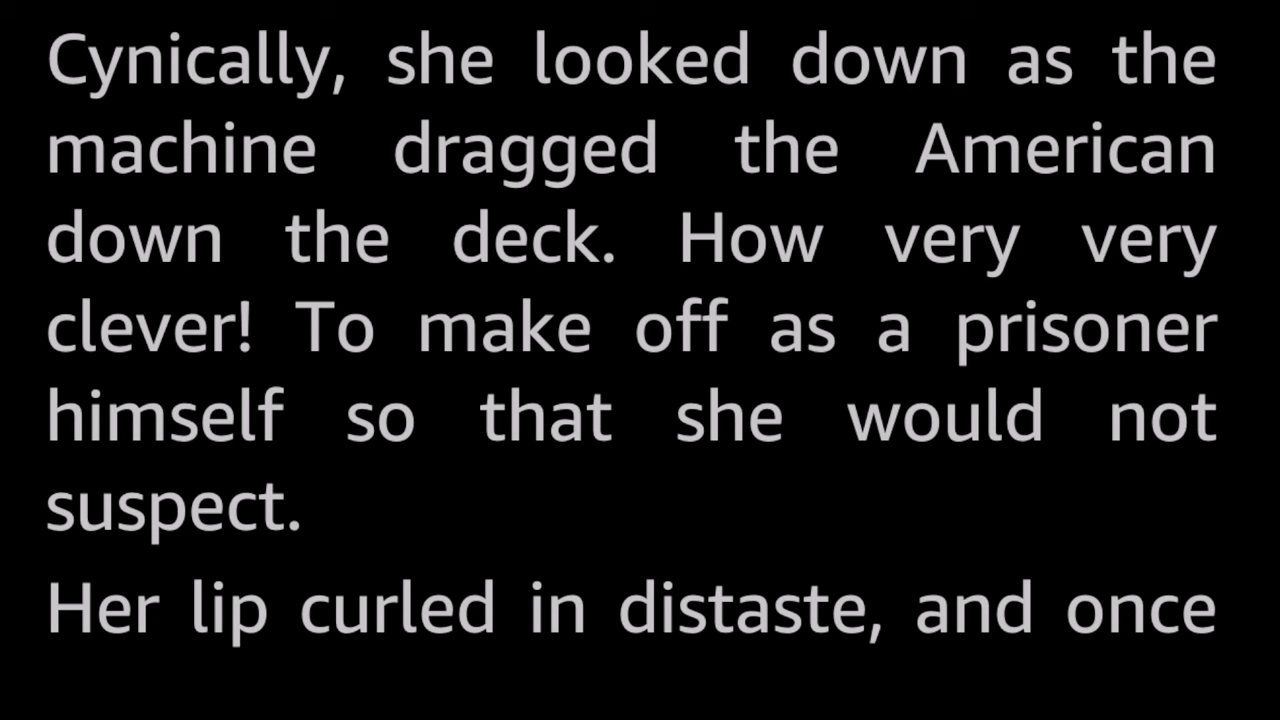 Cynically, she looked down as the
machine dragged the American
down the deck. How very very
clever! To make off as a prisoner
himself so that she would not
suspect.
Her lip curled in distaste, and once